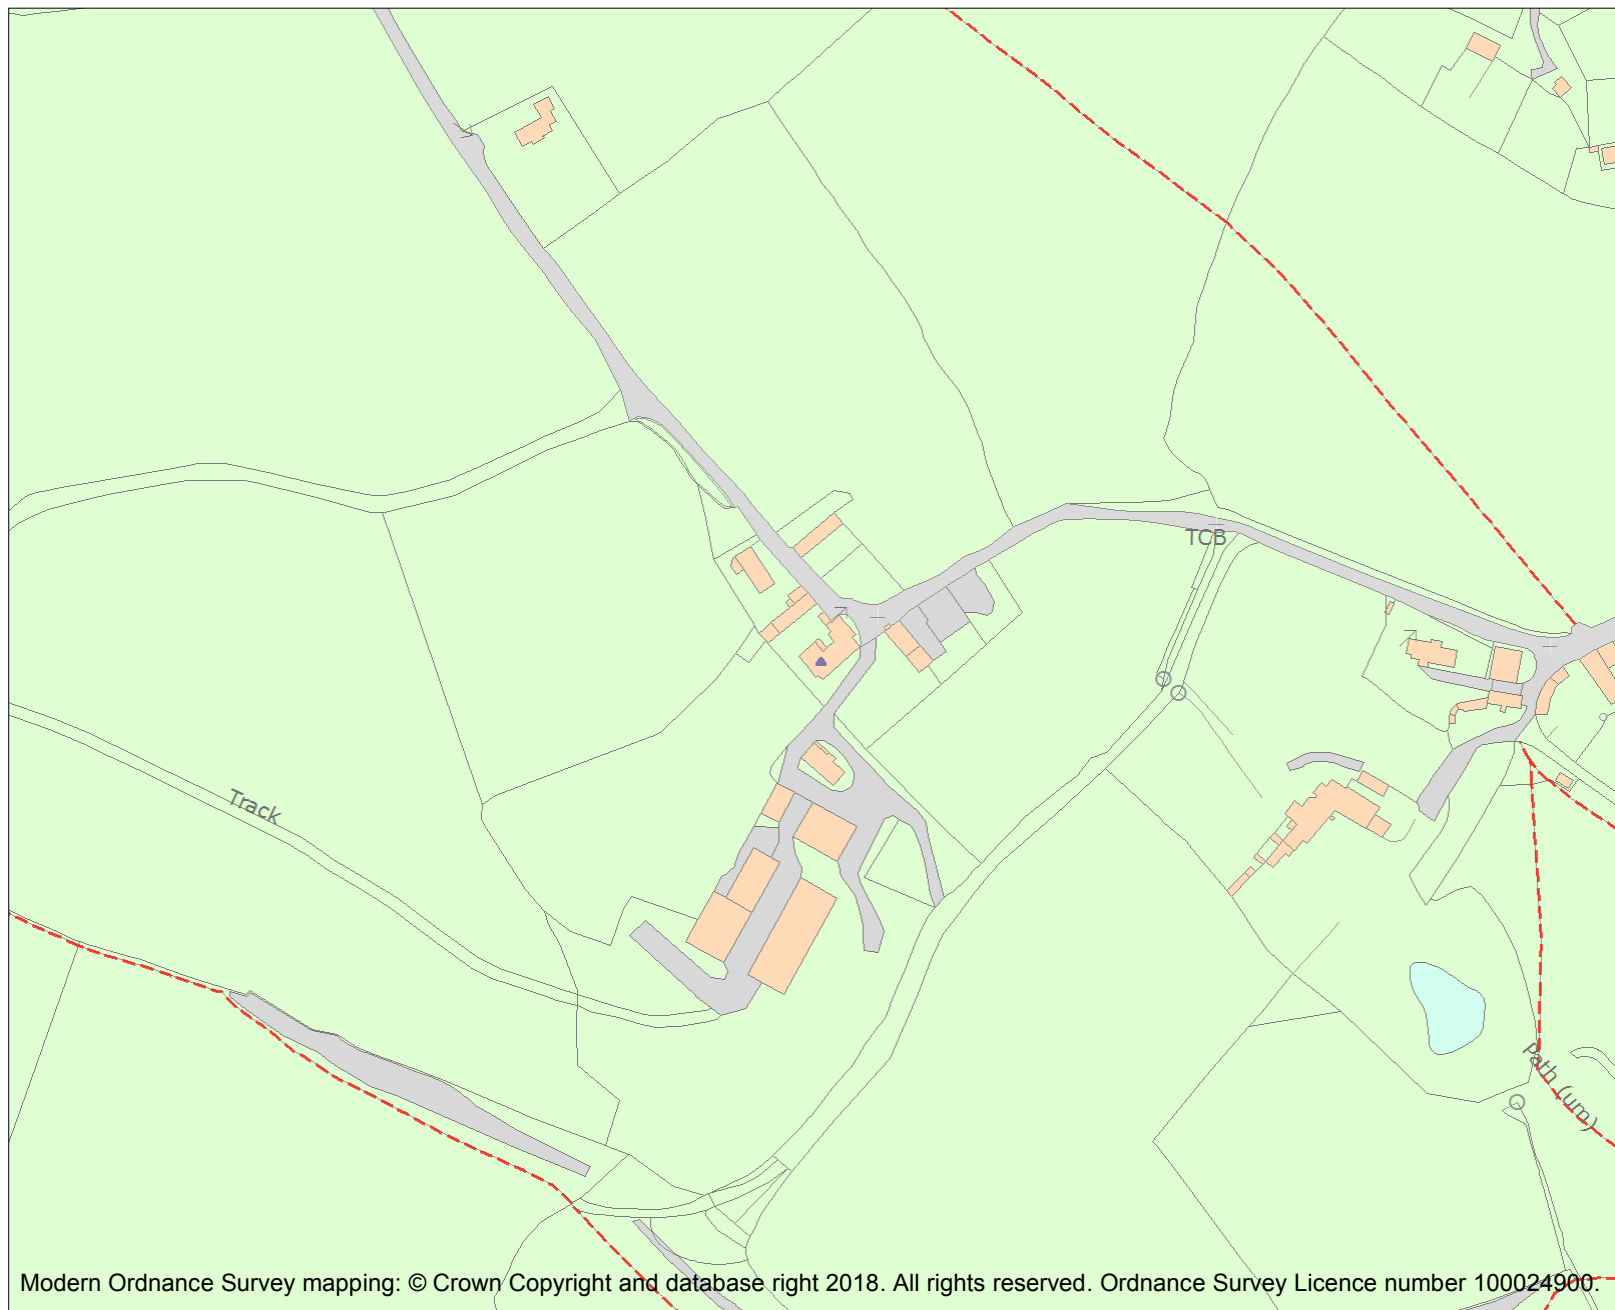 TCB
Track
Path (um)
Modern Ordnance Survey mapping: © Crown Copyright and database right 2018. All rights reserved. Ordnance Survey Licence number 100024900.